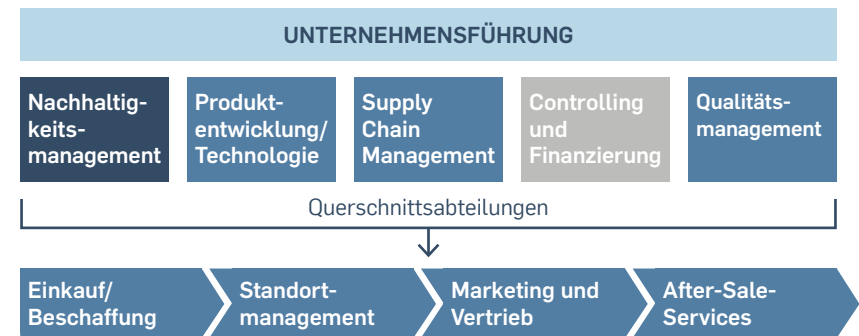 UNTERNEHMENSFÜHRUNG
Nachhaltig-
keits-
management
Produkt-
entwicklung/
Technologie
Supply
Chain
Management
Controlling
und
Finanzierung
Qualitäts-
management
Querschnittsabteilungen
Einkauf/
Beschaffung
Standort-
management
Marketing und
Vertrieb
After-Sale-
Services